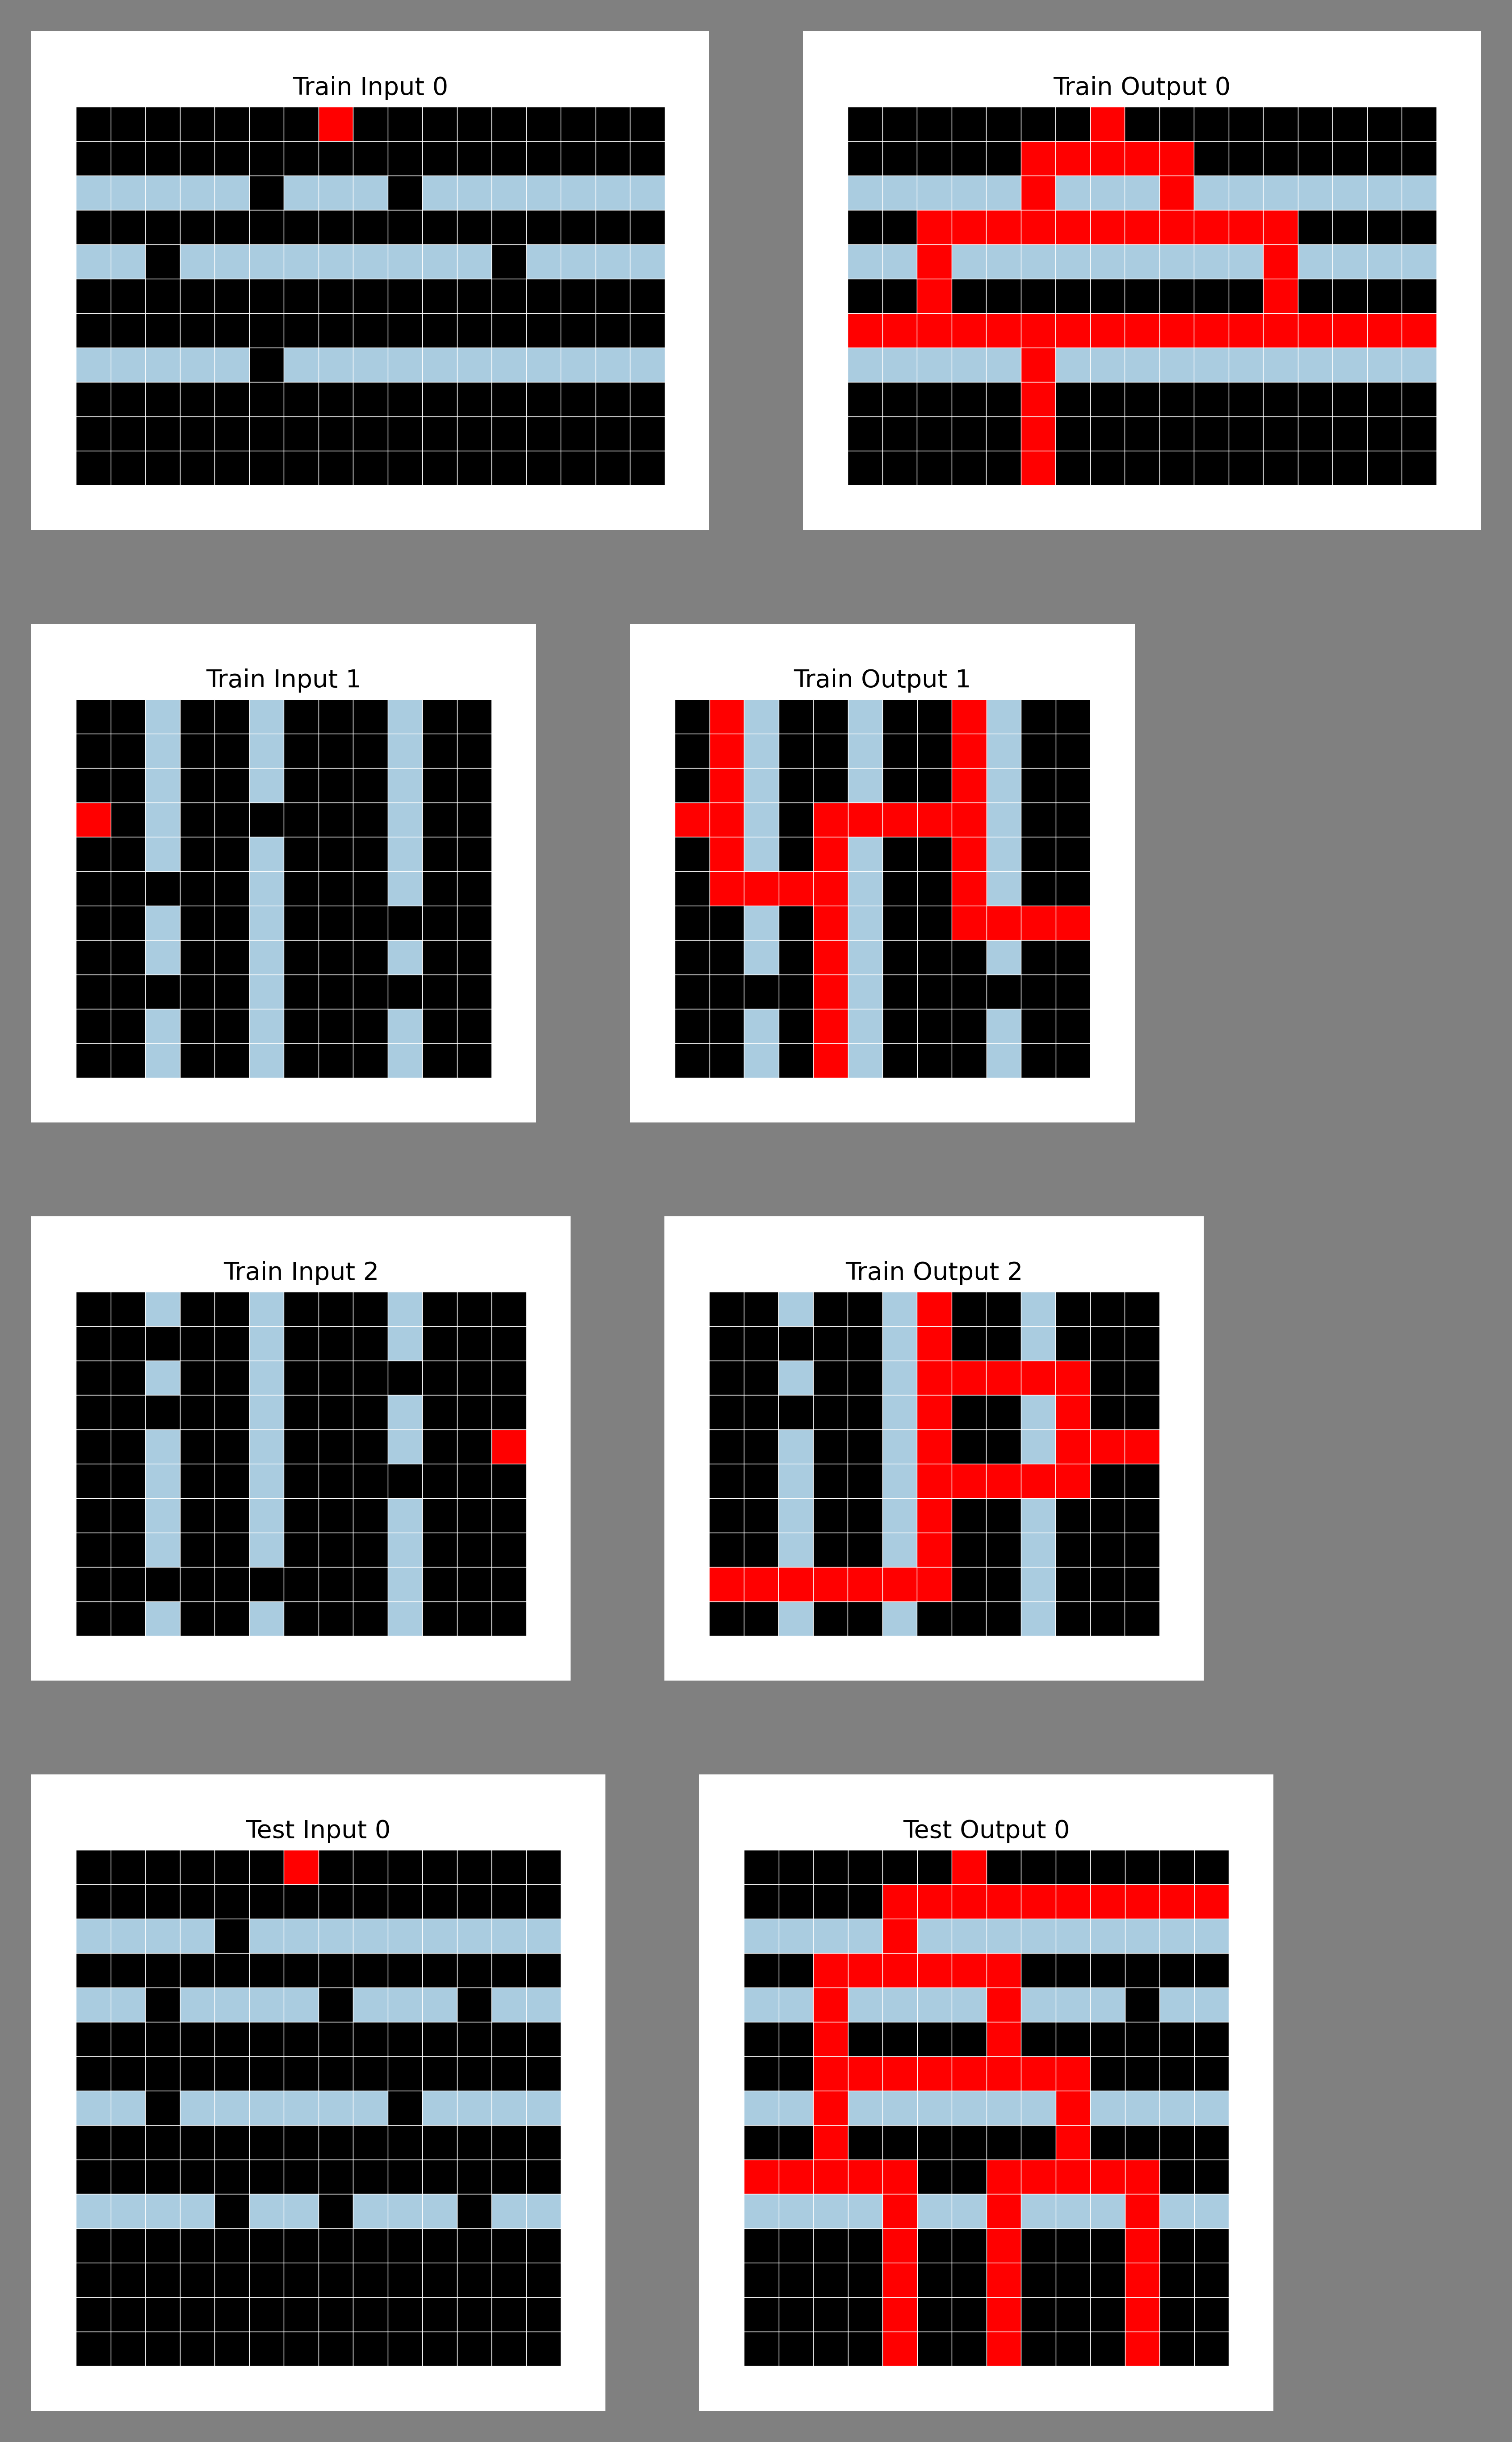 Train Input 0
Train Output 0
Train Input 1
Train Output 1
Train Input 2
Train Output 2
Test Input 0
Test Output 0